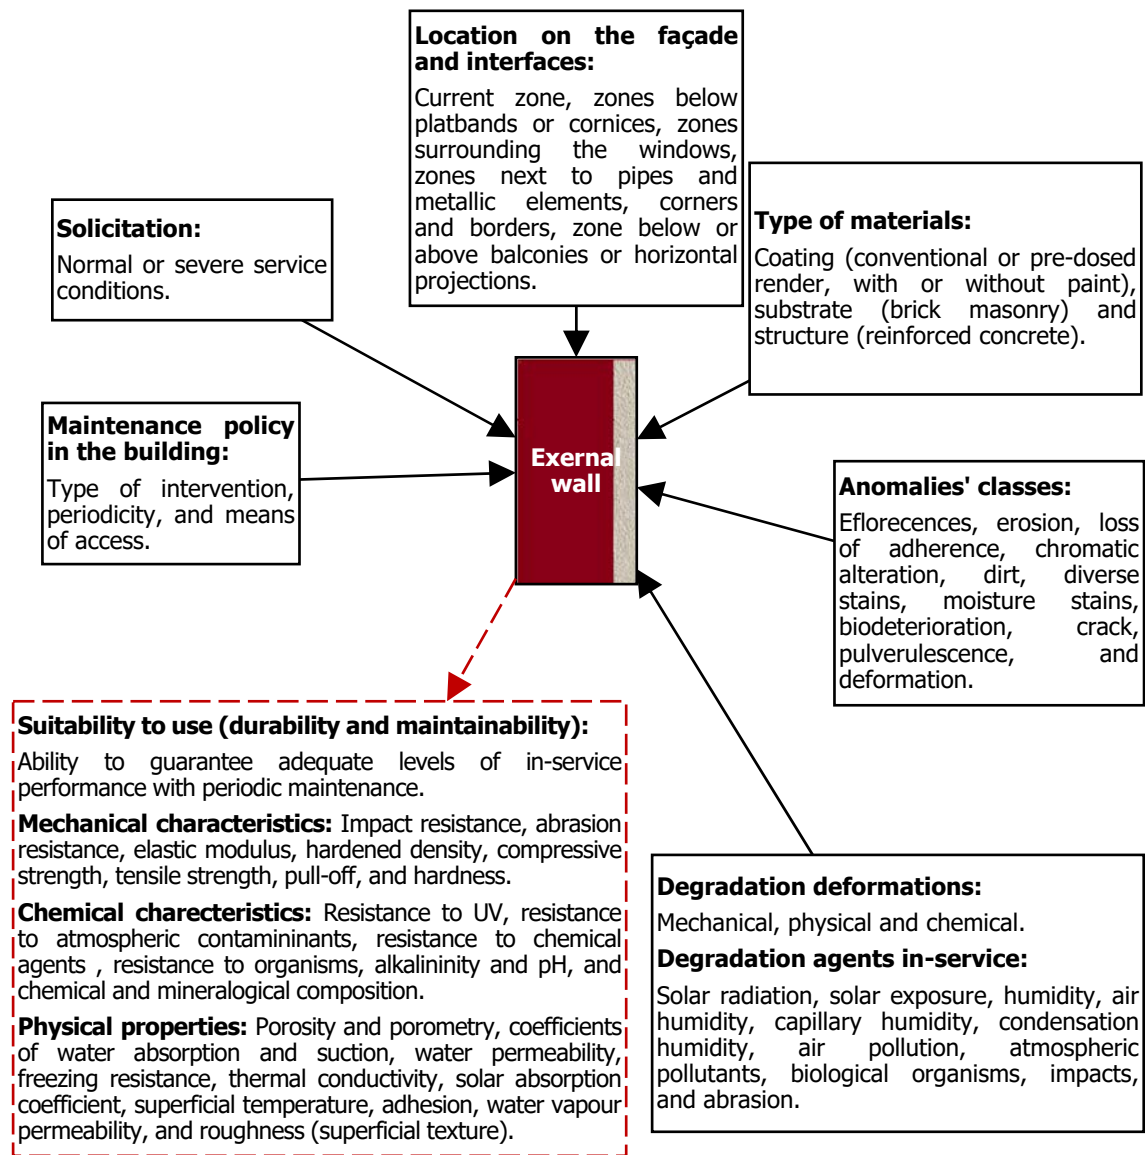 Location on the façade
and interfaces:
Current zone, zones below
platbands or cornices, zones
surrounding the windows,
zones next to pipes and
metallic elements, corners
and borders, zone below or
above balconies or horizontal
projections.
Solicitation:
Normal or severe service
conditions.
Type of materials:
Coating (conventional or pre-dosed
render, with or without paint),
substrate (brick masonry) and
structure (reinforced concrete).
Maintenance policy
in the building:
Type of intervention,
periodicity, and means
of access.
Exernal
wall
Anomalies' classes:
Eflorecences, erosion, loss
of adherence, chromatic
alteration, dirt, diverse
stains, moisture stains,
biodeterioration, crack,
pulverulescence, and
deformation.
Suitability to use (durability and maintainability):
Ability to guarantee adequate levels of in-service
performance with periodic maintenance.
Mechanical characteristics: Impact resistance, abrasion
resistance, elastic modulus, hardened density, compressive
strength, tensile strength, pull-off, and hardness.
Chemical charecteristics: Resistance to UV, resistance
to atmospheric contamininants, resistance to chemical
agents , resistance to organisms, alkalininity and pH, and
chemical and mineralogical composition.
Physical properties: Porosity and porometry, coefficients
of water absorption and suction, water permeability,
freezing resistance, thermal conductivity, solar absorption
coefficient, superficial temperature, adhesion, water vapour
permeability, and roughness (superficial texture).
Degradation deformations:
Mechanical, physical and chemical.
Degradation agents in-service:
Solar radiation, solar exposure, humidity, air
humidity, capillary humidity, condensation
humidity, air pollution, atmospheric
pollutants, biological organisms, impacts,
and abrasion.